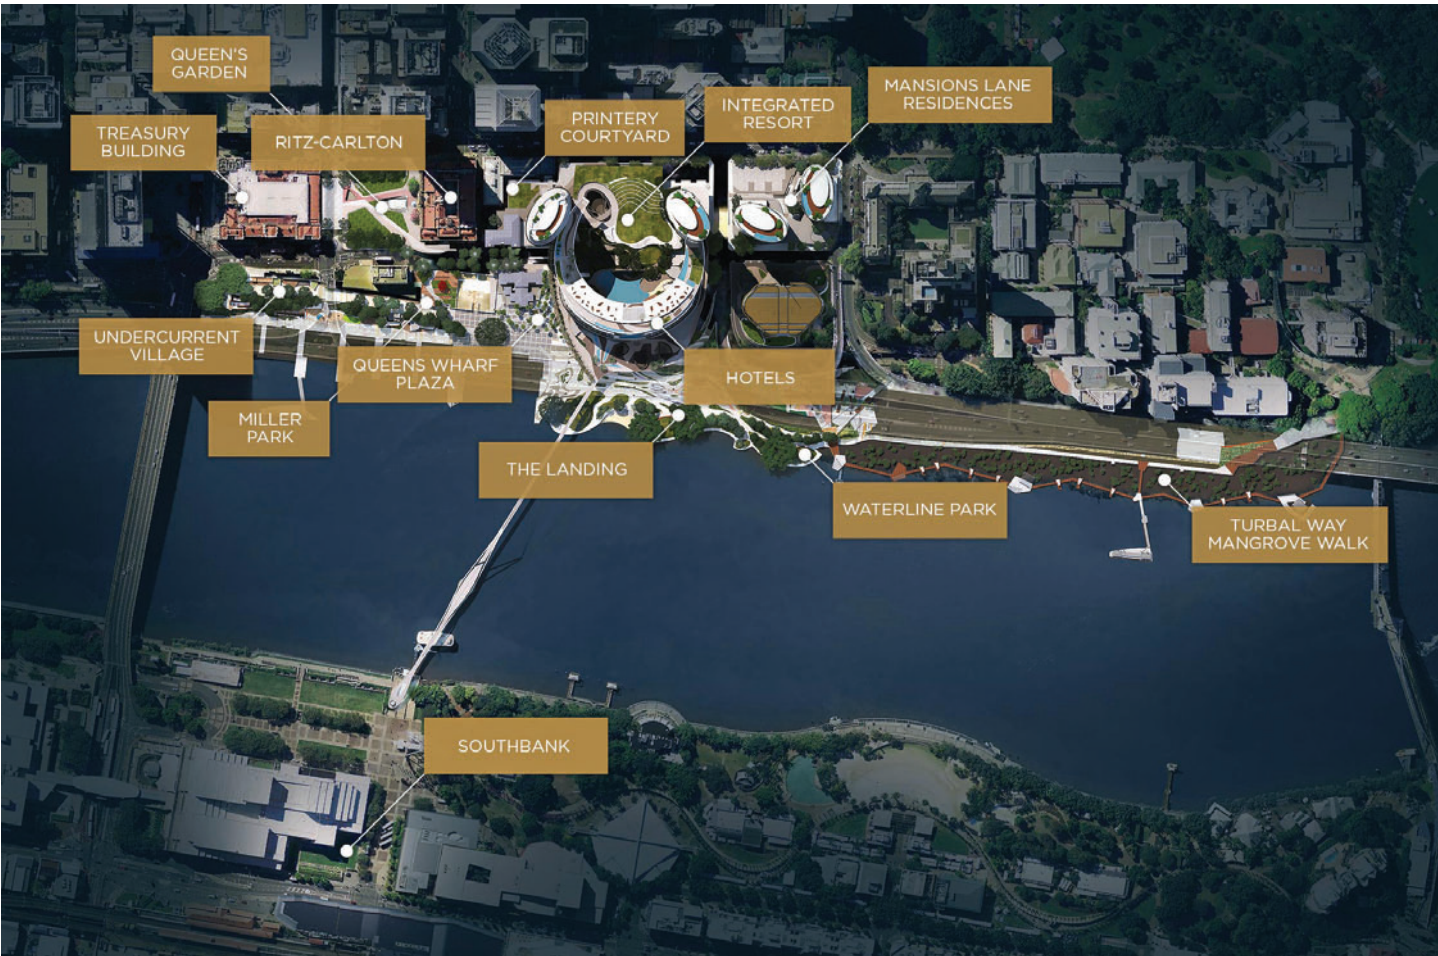 QUEEN'S
GARDEN
TREASURY
BUILDING
RITZ-CARLTON
PRINTERY
COURTYARD
INTEGRATED
RESORT
MANSIONS LANE
RESIDENCES
UNDERCURRENT
VILLAGE
QUEENS WHARF
PLAZA
HOTELS
MILLER
PARK
THE LANDING
WATERLINE PARK
TURBAL WAY
MANGROVE WALK
SOUTHBANK